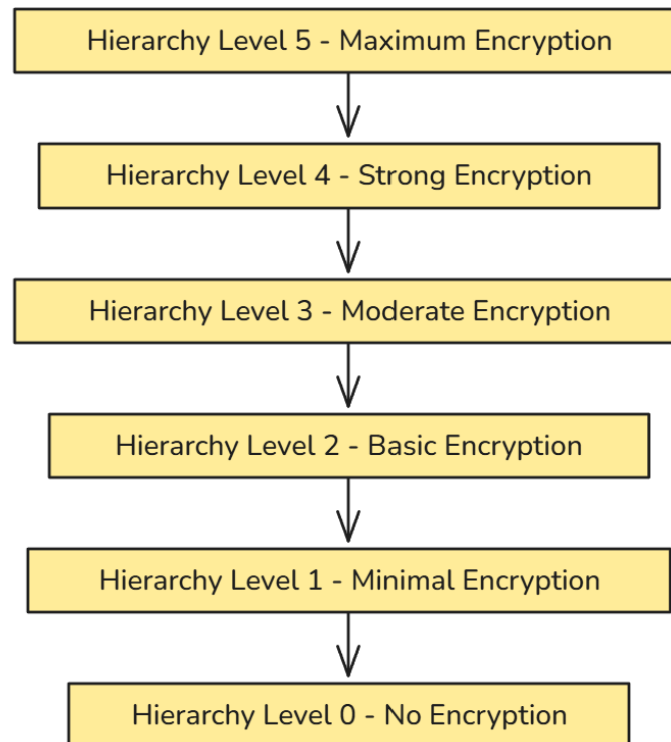 Hierarchy Level 5 - Maximum Encryption
Hierarchy Level 4 - Strong Encryption
Hierarchy Level 3 - Moderate Encryption
Hierarchy Level 2 - Basic Encryption
Hierarchy Level 1 - Minimal Encryption
Hierarchy Level 0 - No Encryption